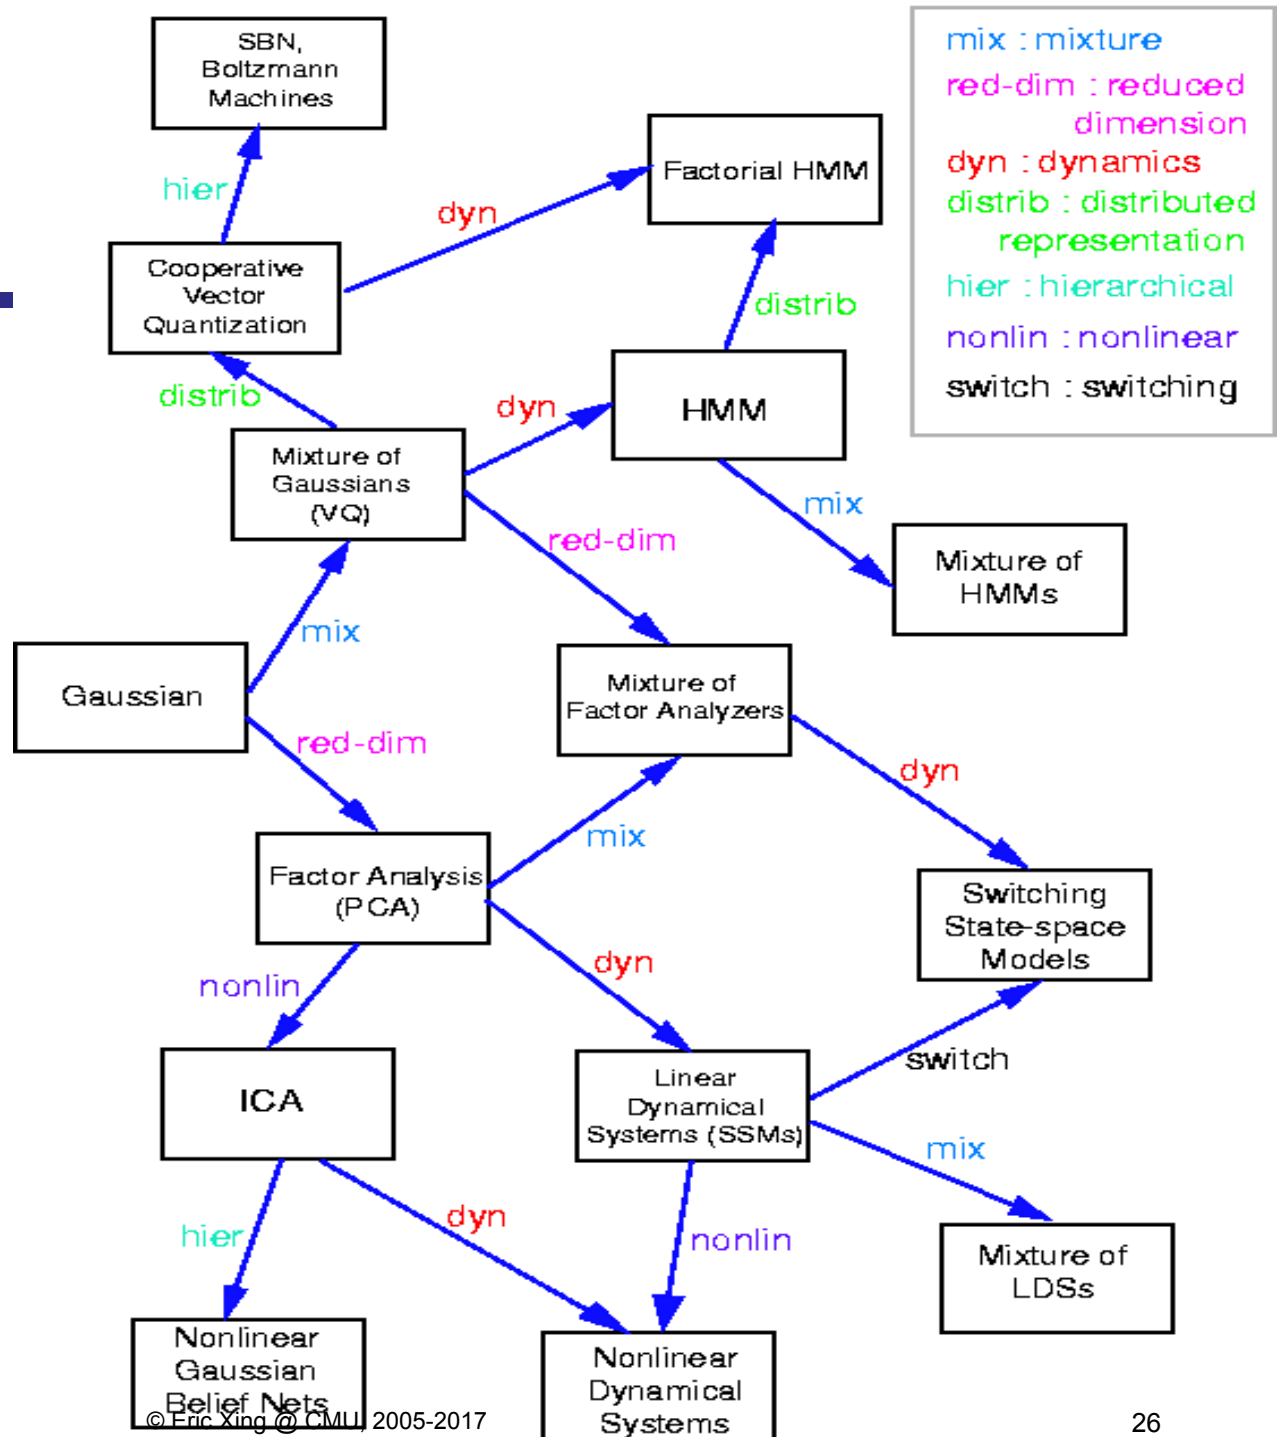 SBN,
Boltzmann
Machines
mix : mixture
red-dim : reduced
dimension
dyn : dynamics
distrib : distributed
representation
hier : hierarchical
nonlin : nonlinear
switch : switching
hier
dyn
Factorial HMM
Cooperative
Vector
Quantization
distrib
distrib
dyn
HMM
Mixture of
Gaussians
(VQ)
mix
red-dim
Mixture of
HMMs
mix
Gaussian
Mixture of
Factor Analyzers
red-dim
dyn
mix
Factor Analysis
(PCA)
Switching
State-space
Models
nonlin
dyn
switch
ICA
Linear
Dynamical
Systems (SSMs)
mix
hier
dyn
nonlin
Mixture of
LDSs
Nonlinear
Gaussian
Belief Nets
Nonlinear
Dynamical
Systems
© Eric Xing @ CMU, 2005-2017
26